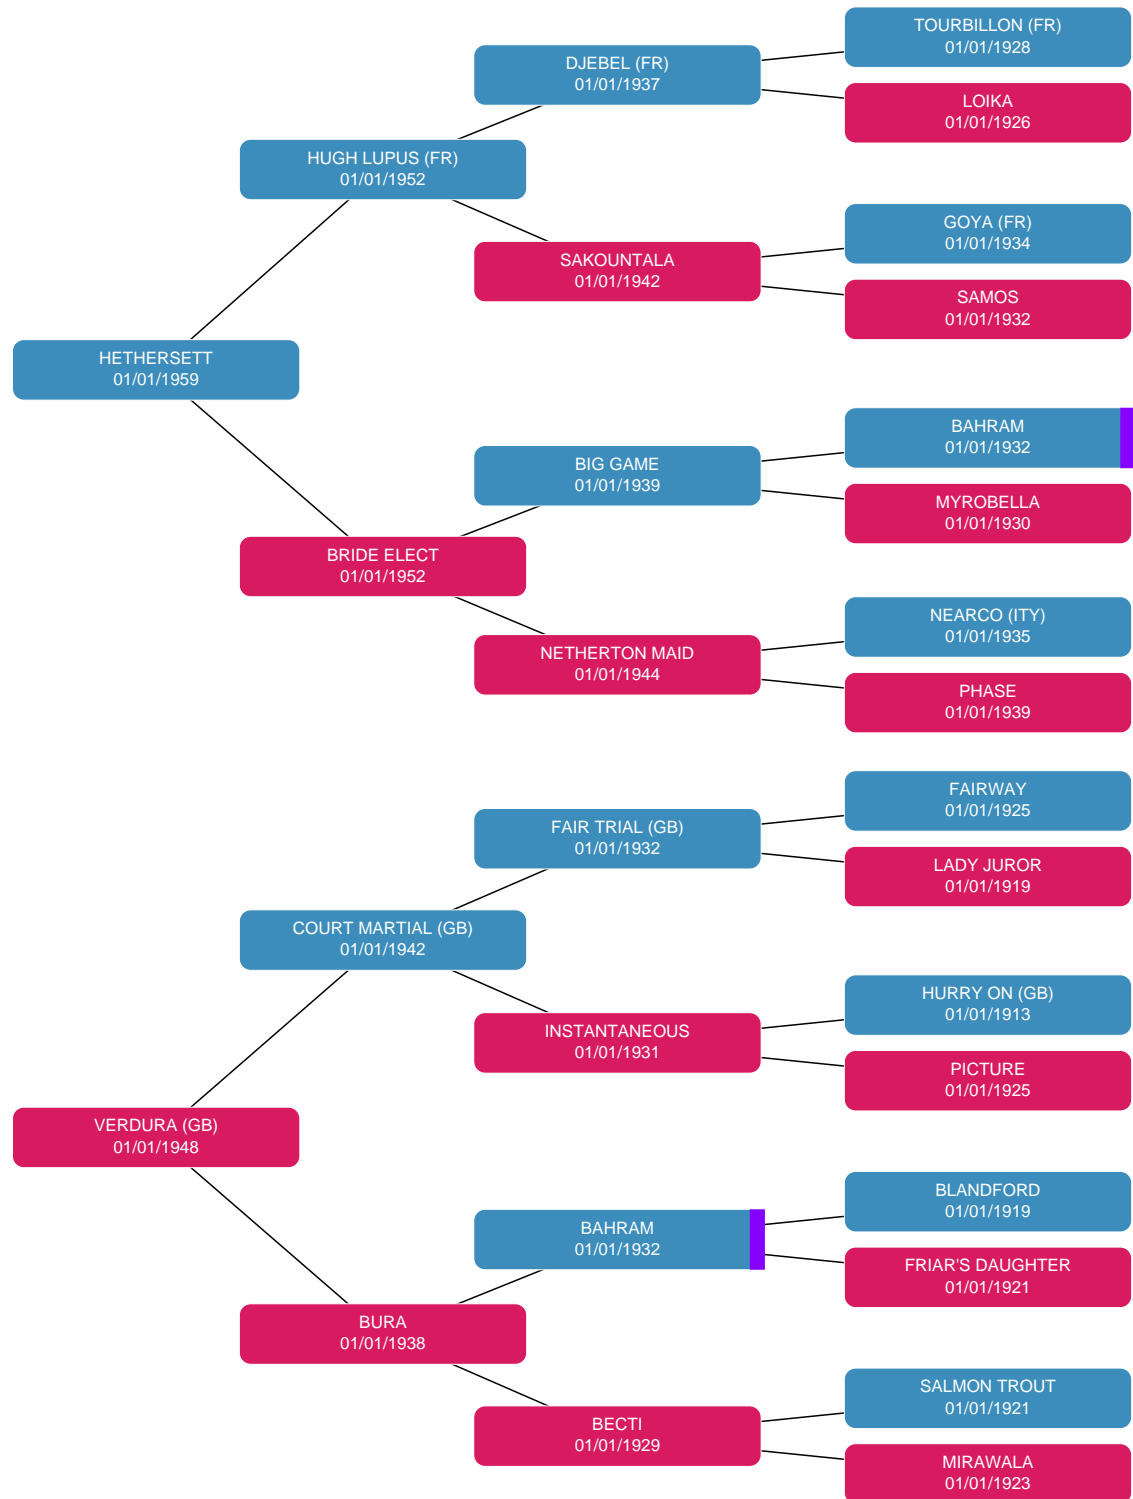 TOURBILLON (FR)
01/01/1928
DJEBEL (FR)
01/01/1937
LOIKA
01/01/1926
HUGH LUPUS (FR)
01/01/1952
GOYA (FR)
01/01/1934
SAKOUNTALA
01/01/1942
SAMOS
01/01/1932
HETHERSETT
01/01/1959
BAHRAM
01/01/1932
BIG GAME
01/01/1939
MYROBELLA
01/01/1930
BRIDE ELECT
01/01/1952
NEARCO (ITY)
01/01/1935
NETHERTON MAID
01/01/1944
PHASE
01/01/1939
FAIRWAY
01/01/1925
FAIR TRIAL (GB)
01/01/1932
LADY JUROR
01/01/1919
COURT MARTIAL (GB)
01/01/1942
HURRY ON (GB)
01/01/1913
INSTANTANEOUS
01/01/1931
PICTURE
01/01/1925
VERDURA (GB)
01/01/1948
BLANDFORD
01/01/1919
BAHRAM
01/01/1932
FRIAR'S DAUGHTER
01/01/1921
BURA
01/01/1938
SALMON TROUT
01/01/1921
BECTI
01/01/1929
MIRAWALA
01/01/1923